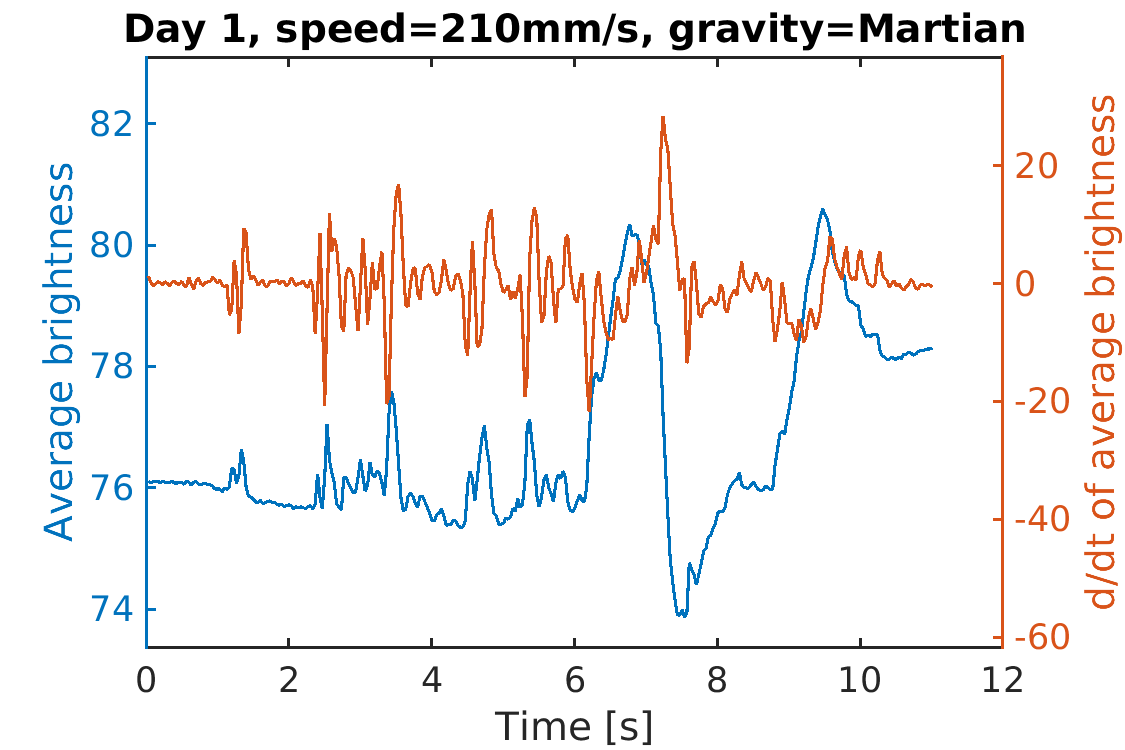 Day 1, speed=210mm/s, gravity=Martian
Average brightness
82
80
78
76
74
20
0
-20
-40
-60
d/dt of average brightness
0 2 4 6 8 10 12
Time [s]